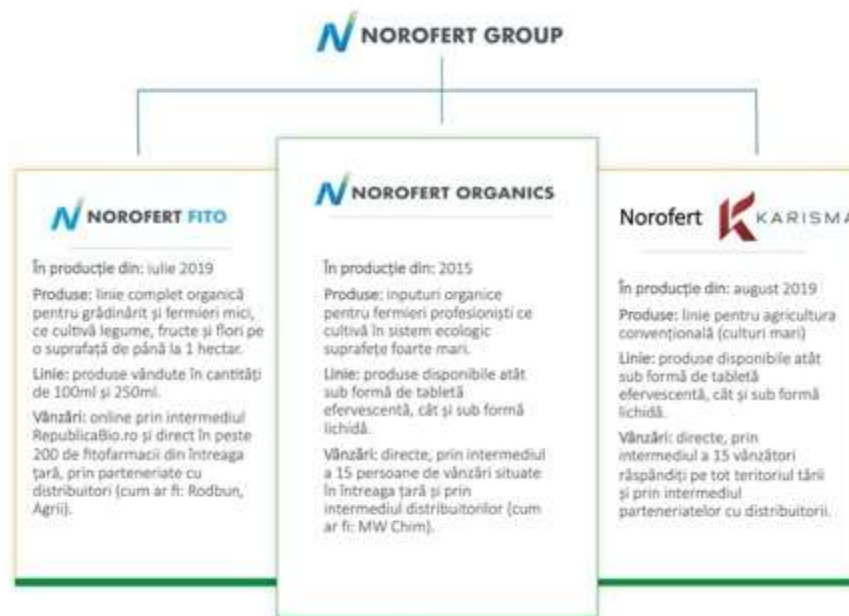 NOROFERT GROUP
NOROFERT FITO
În producție din: iulie 2019
Produse: linie complet organică
pentru grădinărit și fermieri mici,
ce cultivă legume, fructe și flori pe
o suprafață de până la 1 hectar.
Linie: produse vândute în cantități
de 100ml și 250ml.
Vânzări: online prin intermediul
RepublicaBio.ro și direct în peste
200 de fitofarmacii din întreaga
țară, prin parteneriate cu
distribuitori (cum ar fi: Rodbun,
Agrii).
NOROFERT ORGANICS
În producție din: 2015
Produse: inputuri organice
pentru fermieri profesioniști ce
cultivă în sistem ecologic
suprafețe foarte mari.
Linie: produse disponibile atât
sub formă de tabletă
efervescentă, cât și sub formă
lichidă.
Vânzări: directe, prin intermediul
a 15 persoane de vânzări situate
în întreaga țară și prin
intermediul distribuitorilor (cum
ar fi: MW Chim).
Norofert KARISMA
În producție din: august 2019
Produse: linie pentru agricultura
convențională (culturi mari)
Linie: produse disponibile atât
sub formă de tabletă
efervescentă, cât și sub formă
lichidă.
Vânzări: directe, prin
intermediul a 15 vânzători
răspândiți pe tot teritoriul tării
și prin intermediul
parteneriatelor cu distribuitorii.